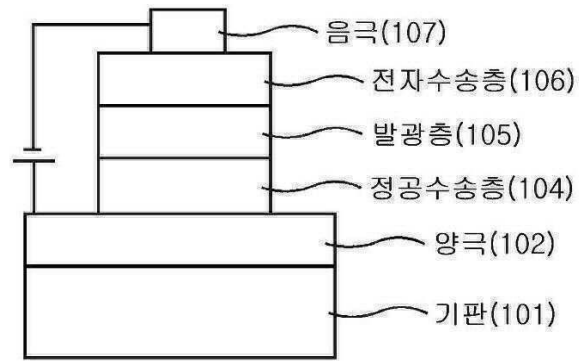 음극(107)
전자수송층(106)
발광층(105)
정공수송층(104)
양극(102)
기판(101)